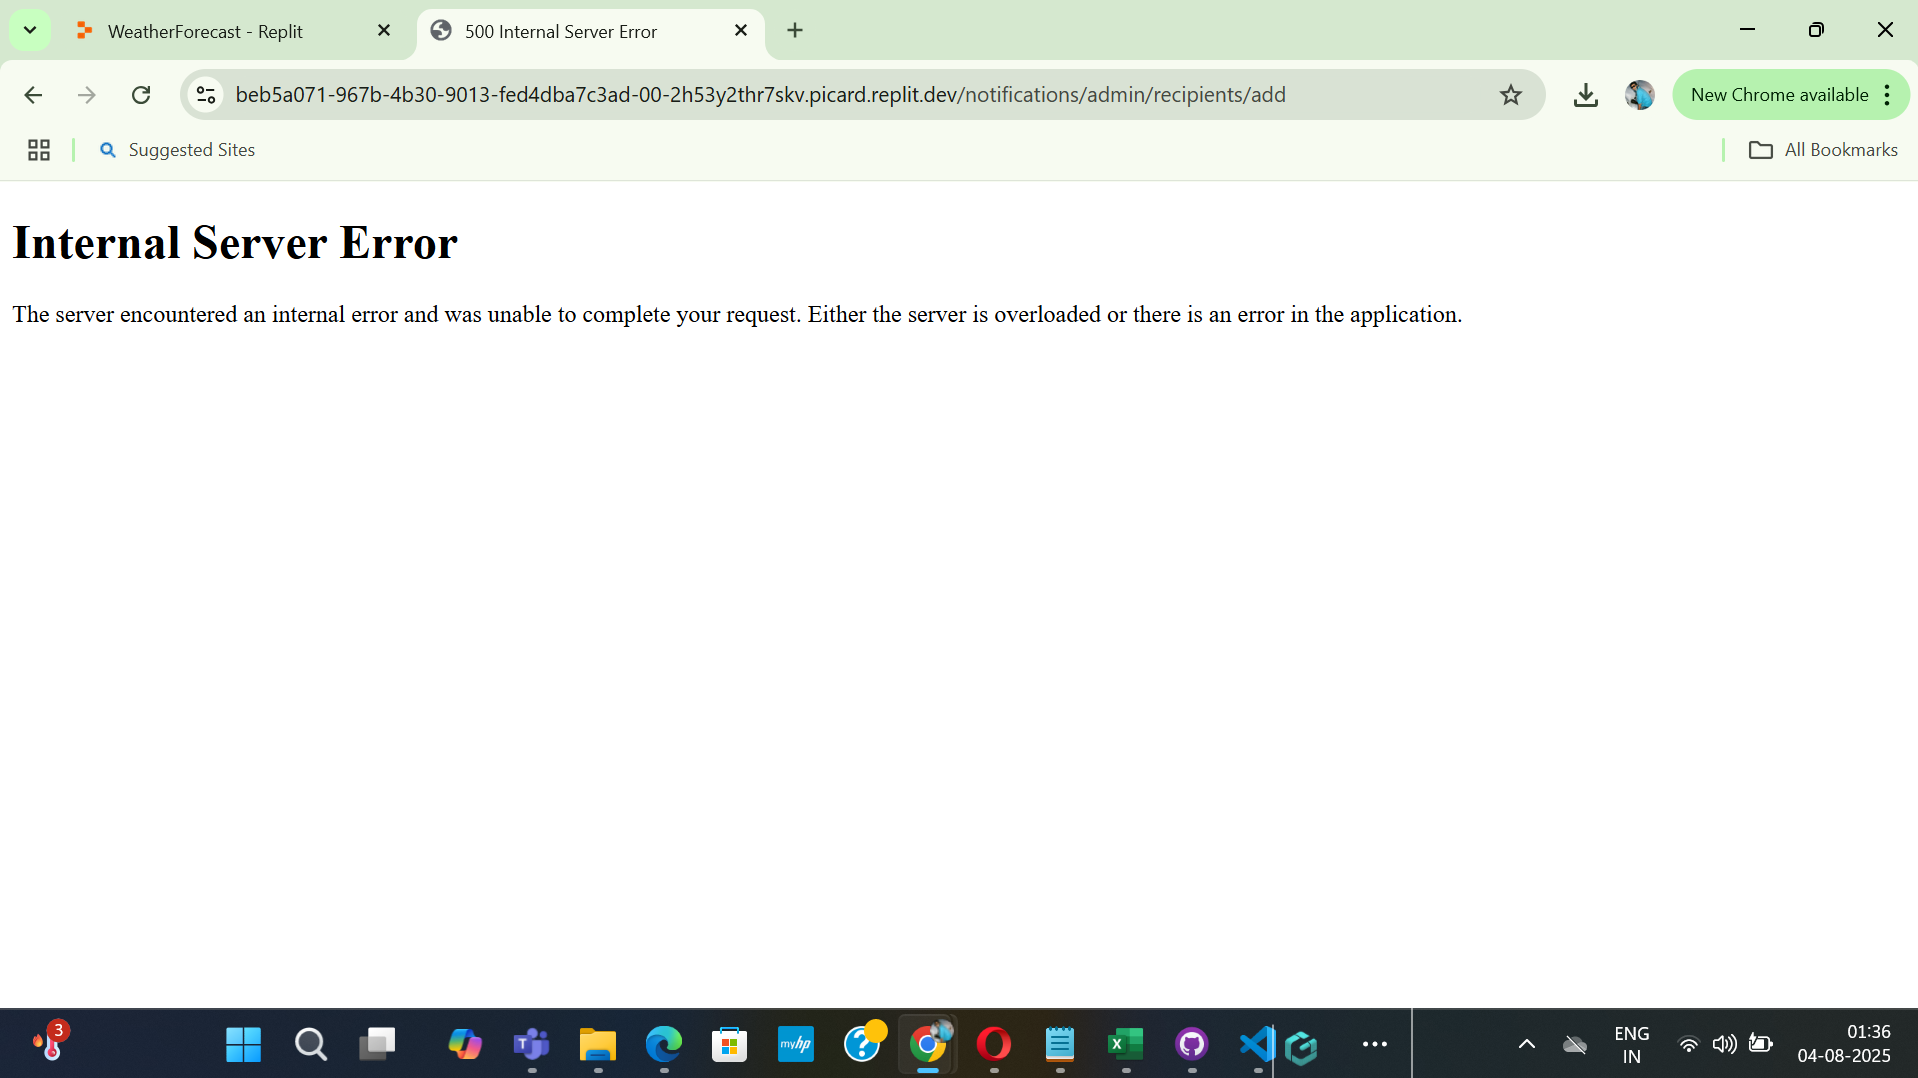 WeatherForecast - Replit
500 Internal Server Error
beb5a071-967b-4b30-9013-fed4dba7c3ad-00-2h53y2thr7skv.picard.replit.dev/notifications/admin/recipients/add
New Chrome available
Suggested Sites
All Bookmarks
Internal Server Error
The server encountered an internal error and was unable to complete your request. Either the server is overloaded or there is an error in the application.
3
myhp
ENG
IN
01:36
04-08-2025